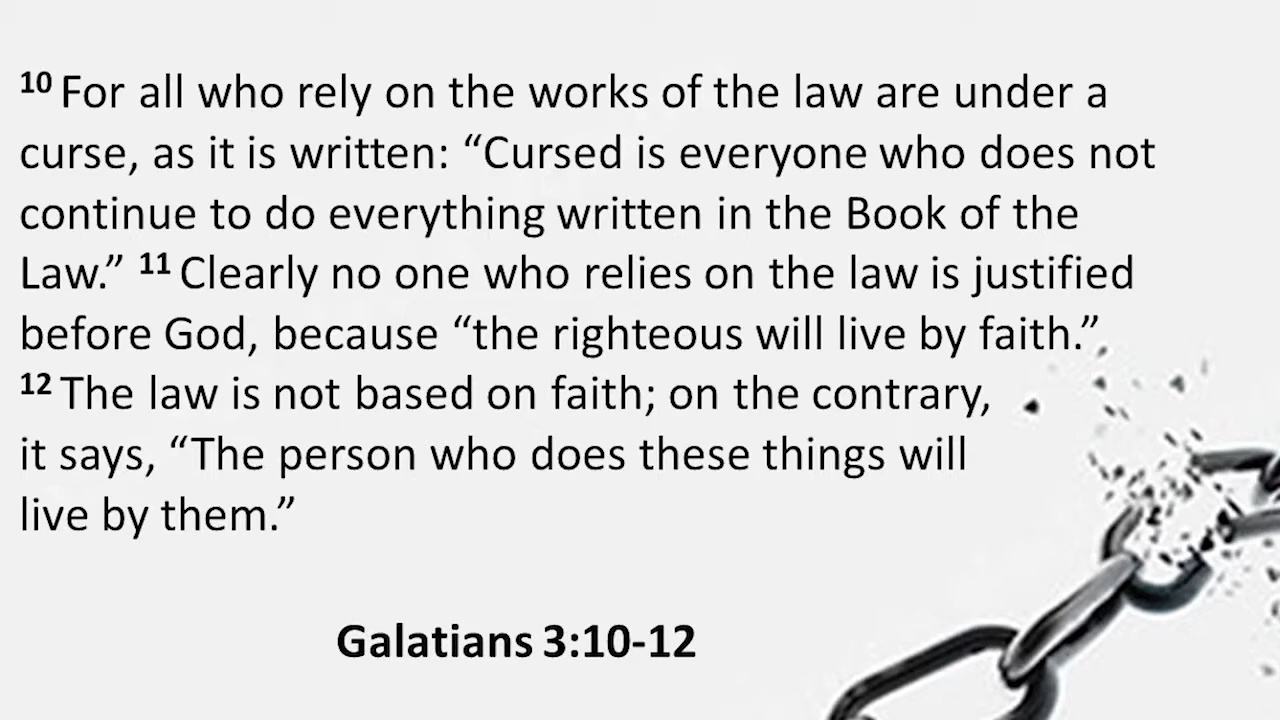 10 For all who rely on the works of the law are under a
curse, as it is written: “Cursed is everyone who does not
continue to do everything written in the Book of the
Law.” 11 Clearly no one who relies on the law is justified
before God, because “the righteous will live by faith.”
12 The law is not based on faith; on the contrary,
it says, “The person who does these things will
live by them.”
Galatians 3:10-12